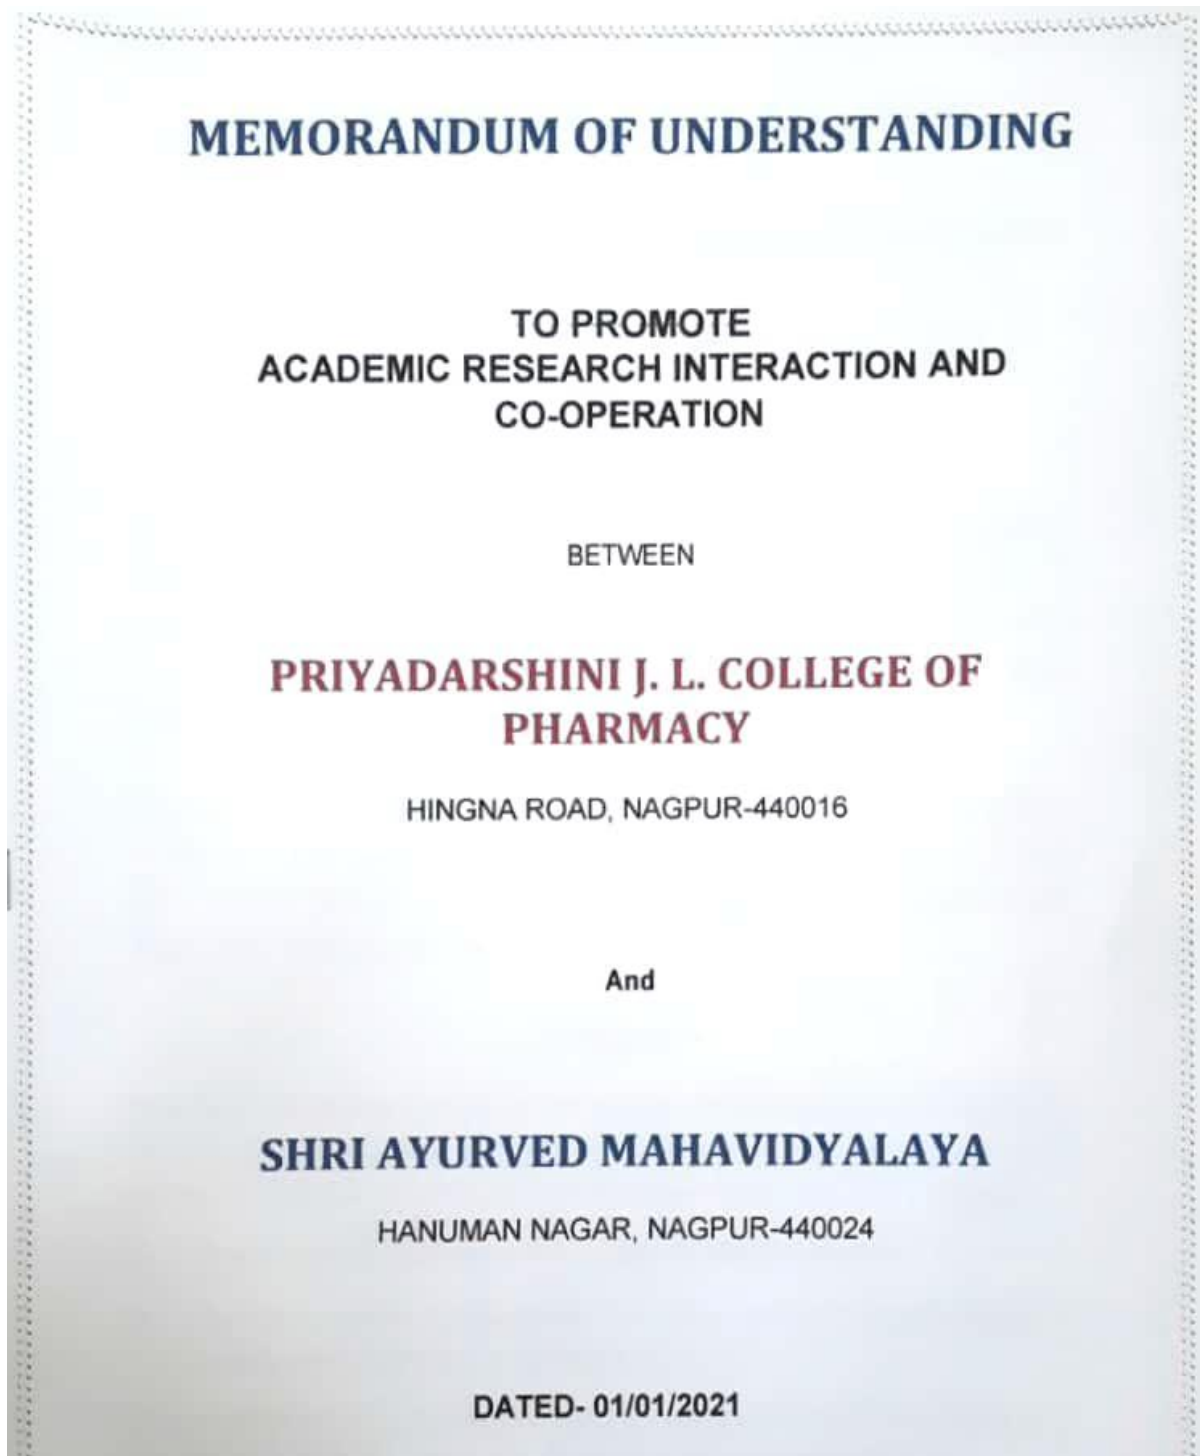 MEMORANDUM OF UNDERSTANDING
TO PROMOTE
ACADEMIC RESEARCH INTERACTION AND
CO-OPERATION
BETWEEN
PRIYADARSHINI J. L. COLLEGE OF
PHARMACY
HINGNA ROAD, NAGPUR-440016
And
SHRI AYURVED MAHAVIDYALAYA
HANUMAN NAGAR, NAGPUR-440024
DATED- 01/01/2021